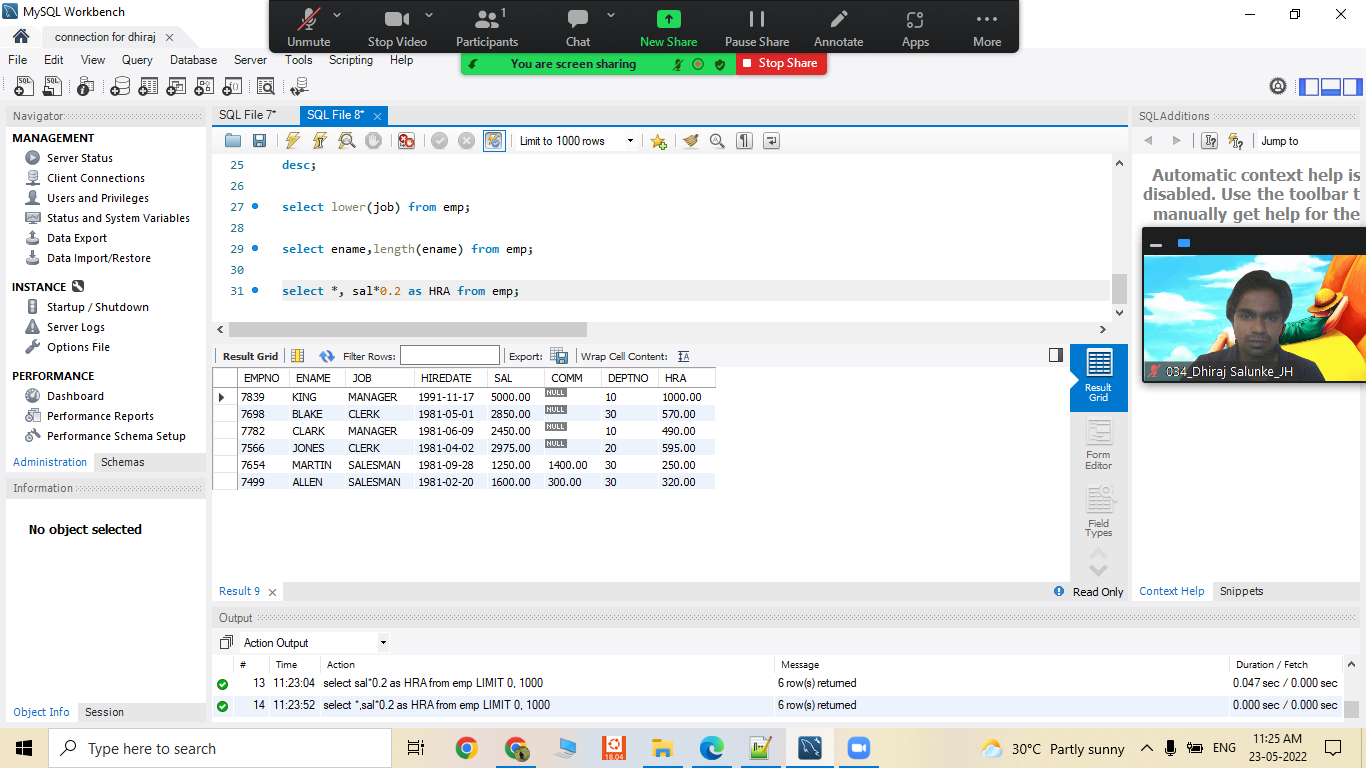 MySQL Workbench
connection for dhiraj
Unmute
Stop Video
1
Participants
Chat
New Share
Pause Share
Annotate
Apps
More
You are screen sharing
Stop Share
File Edit View Query Database Server Tools Scripting Help
Navigator
MANAGEMENT
Server Status
Client Connections
Users and Privileges
Status and System Variables
Data Export
Data Import/Restore
INSTANCE
Startup / Shutdown
Server Logs
Options File
PERFORMANCE
Dashboard
Performance Reports
Performance Schema Setup
Administration Schemas
Information
No object selected
Object Info Session
SQL File 7* SQL File 8*
Limit to 1000 rows
25 desc;
26
27 select lower(job) from emp;
28
29 select ename,length(ename) from emp;
30
31 select *, sal*0.2 as HRA from emp;
Result Grid Filter Rows: Export: Wrap Cell Content:
EMPNO ENAME JOB HIREDATE SAL COMM DEPTNO HRA
7839 KING MANAGER 1991-11-17 5000.00 NULL 10 1000.00
7698 BLAKE CLERK 1981-05-01 2850.00 NULL 30 570.00
7782 CLARK MANAGER 1981-06-09 2450.00 NULL 10 490.00
7566 JONES CLERK 1981-04-02 2975.00 NULL 20 595.00
7654 MARTIN SALESMAN 1981-09-28 1250.00 1400.00 30 250.00
7499 ALLEN SALESMAN 1981-02-20 1600.00 300.00 30 320.00
Result
Grid
Form
Editor
Field
Types
Result 9
Read Only
SQLAdditions
Jump to
Automatic context help is
disabled. Use the toolbar t
manually get help for the
034_Dhiraj Salunke_JH
Context Help Snippets
Output
Action Output
# Time Action Message Duration / Fetch
13 11:23:04 select sal*0.2 as HRA from emp LIMIT 0, 1000 6 row(s) returned 0.047 sec / 0.000 sec
14 11:23:52 select *,sal*0.2 as HRA from emp LIMIT 0, 1000 6 row(s) returned 0.000 sec / 0.000 sec
Type here to search
18.04
30°C Partly sunny
ENG
11:25 AM
23-05-2022